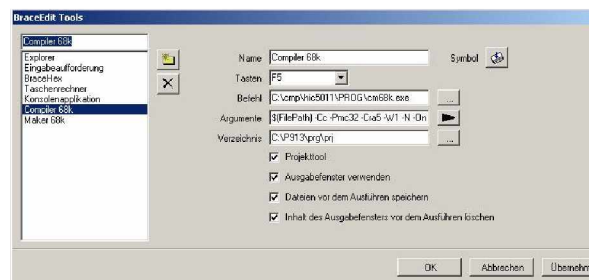 BraceEdit Tools
Compiler 68k
Explorer
Eingabeaufforderung
BraceHex
Taschenrechner
Konsolenapplikation
Compiler 68k
Maker 68k
Name Compiler 68k Symbol
Tasten F5
Befehl C:\cmp\hic5011\PROG\cm68k.exe ...
Argumente $(FilePath) -Cc -Pmc32 -Cra5 -W1 -N -On
Verzeichnis C:\P913\prg\prj ...
Projekttool
Ausgabefenster verwenden
Dateien vor dem Ausführen speichern
Inhalt des Ausgabefensters vor dem Ausführen löschen
OK Abbrechen Übernehm